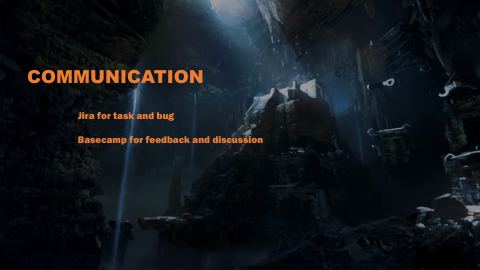 COMMUNICATION
Jira for task and bug
Basecamp for feedback and discussion